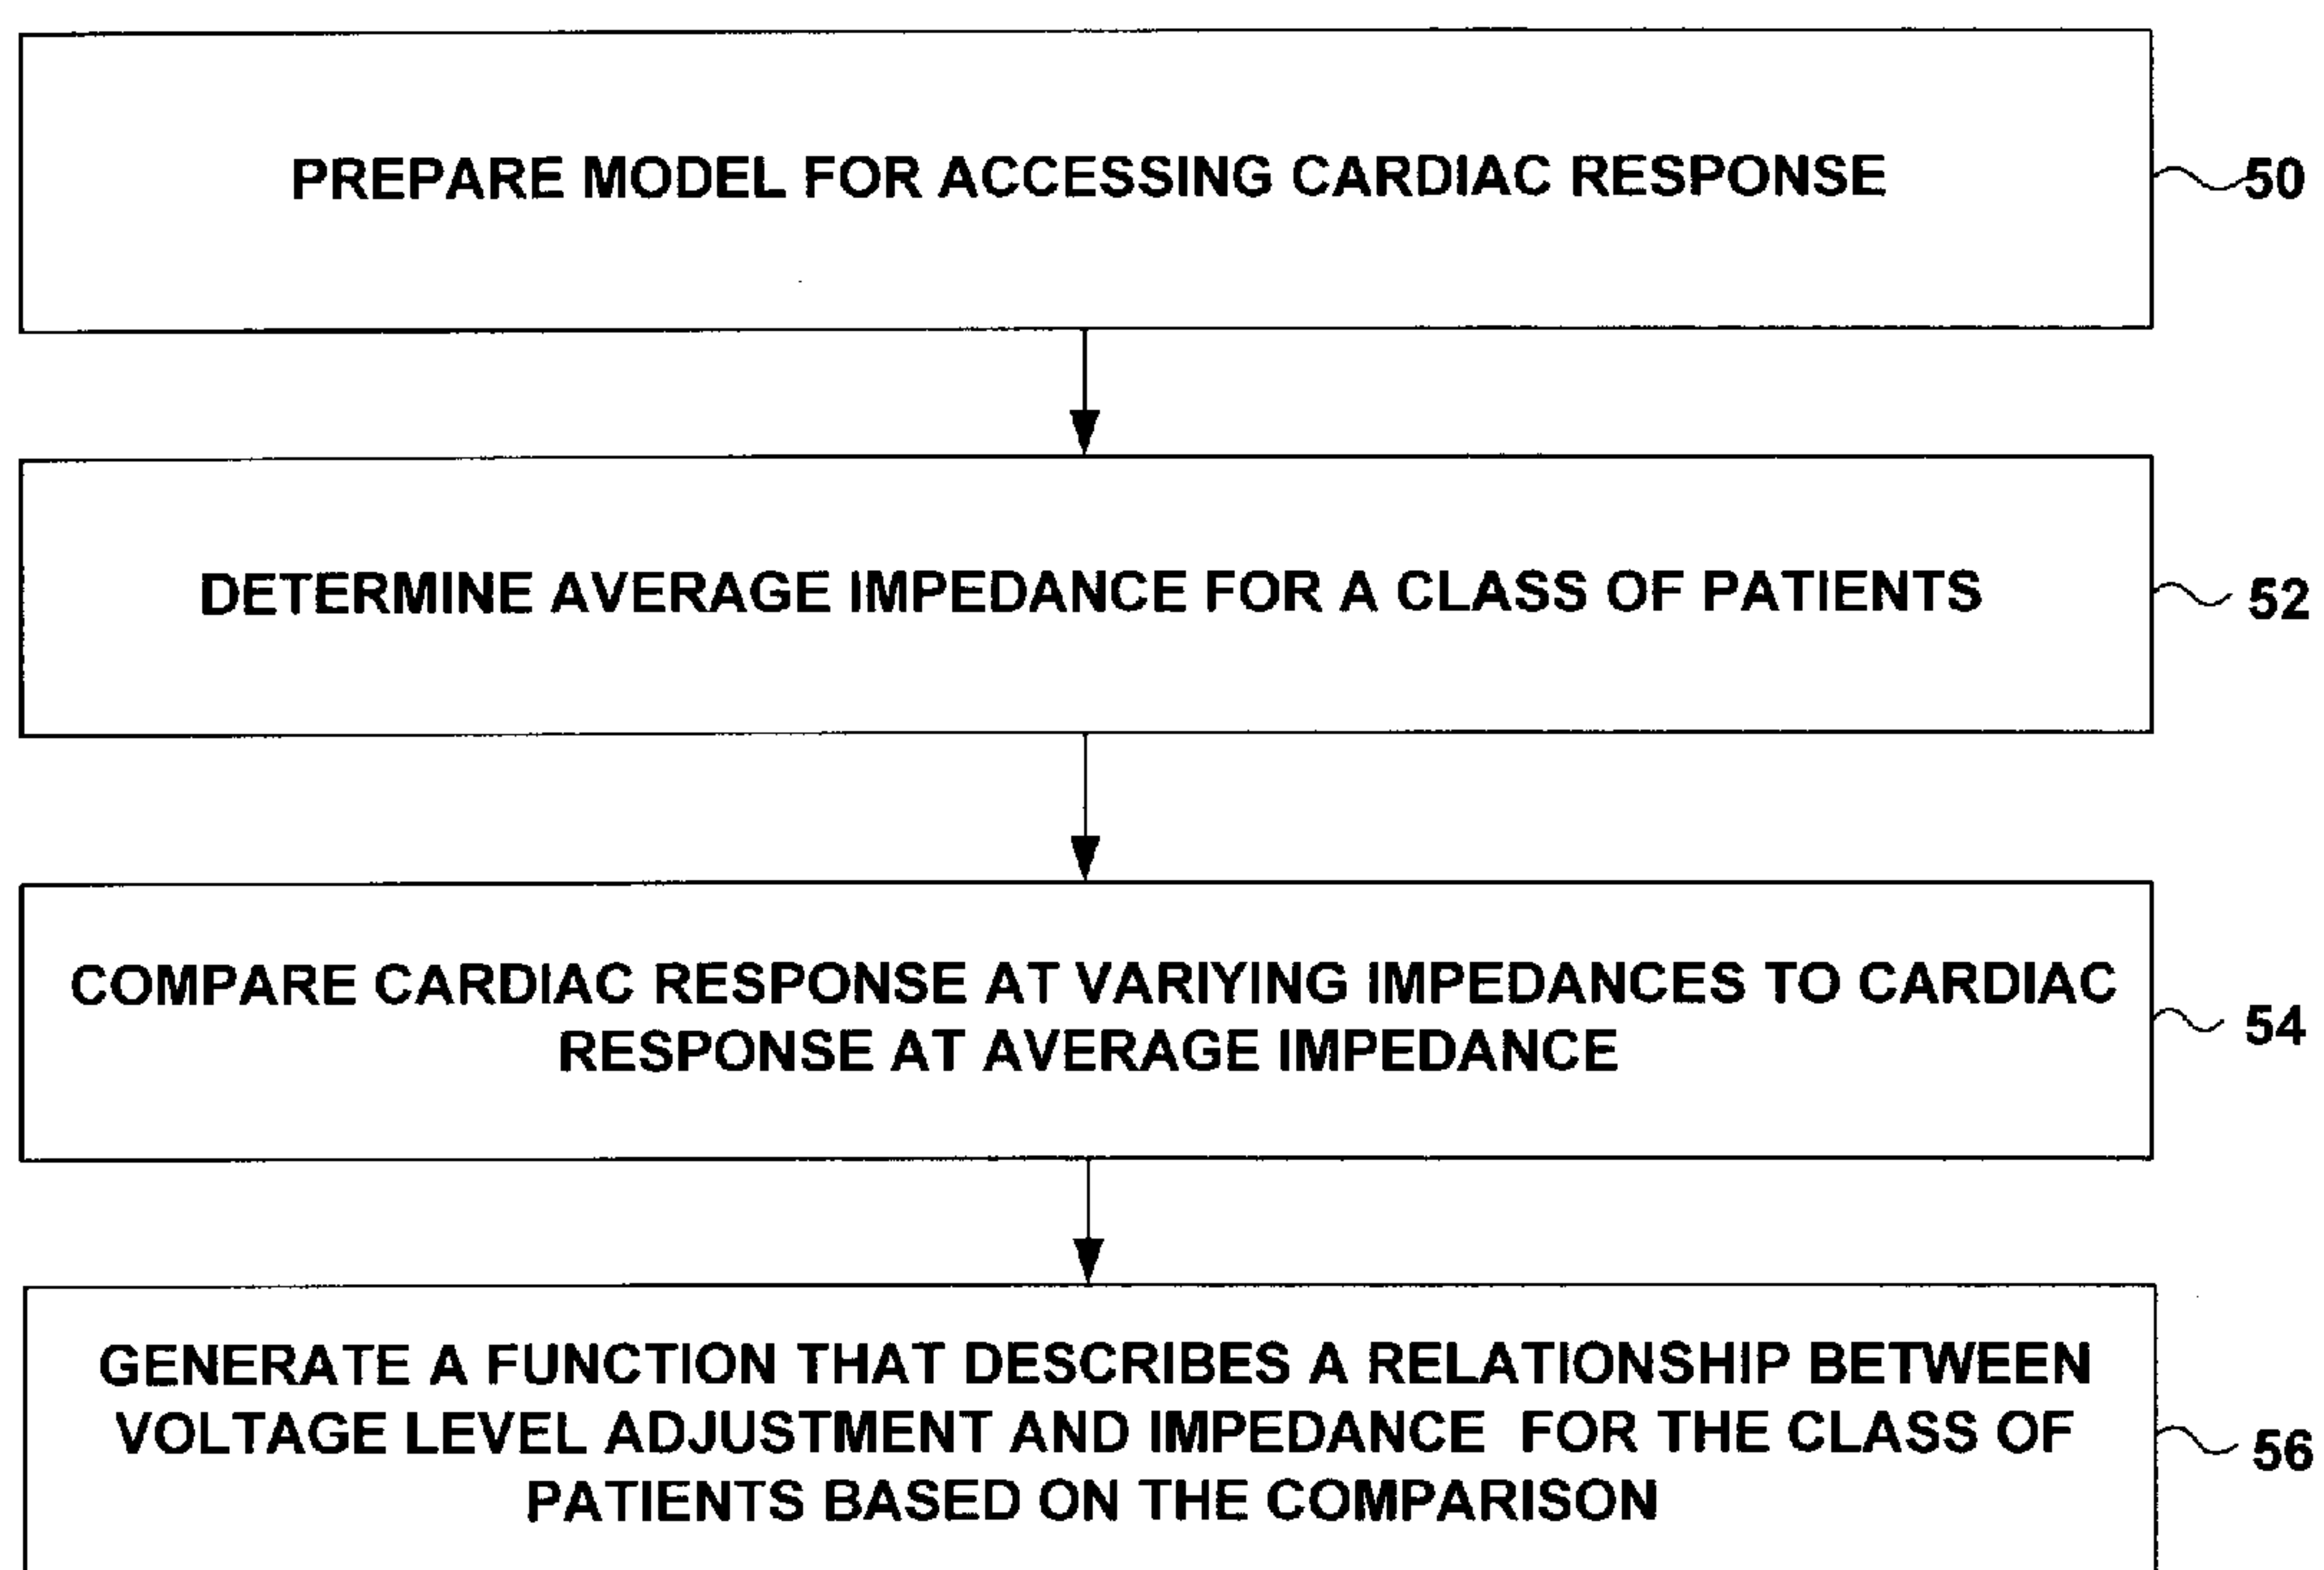 PREPARE MODEL FOR ACCESSING CARDIAC RESPONSE
50
DETERMINE AVERAGE IMPEDANCE FOR A CLASS OF PATIENTS
52
COMPARE CARDIAC RESPONSE AT VARIYING IMPEDANCES TO CARDIAC
RESPONSE AT AVERAGE IMPEDANCE
54
GENERATE A FUNCTION THAT DESCRIBES A RELATIONSHIP BETWEEN
VOLTAGE LEVEL ADJUSTMENT AND IMPEDANCE FOR THE CLASS OF
PATIENTS BASED ON THE COMPARISON
56